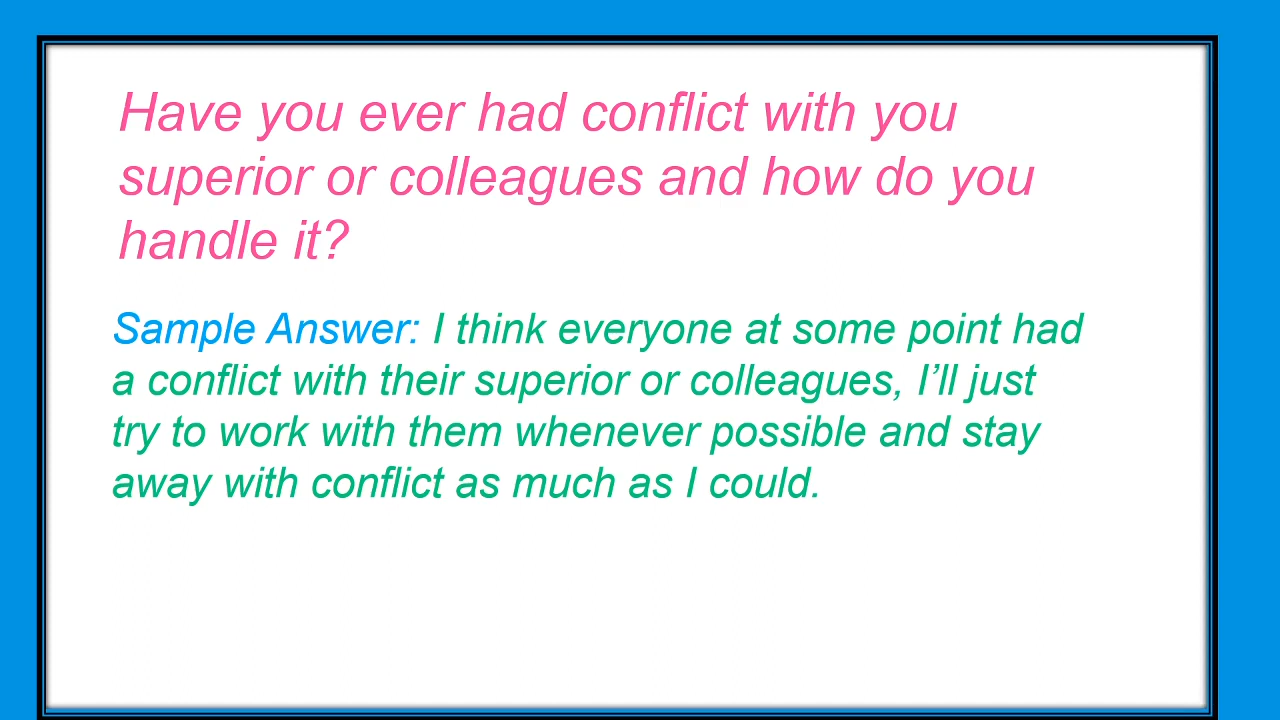 Have you ever had conflict with you
superior or colleagues and how do you
handle it?
Sample Answer: I think everyone at some point had
a conflict with their superior or colleagues, I’ll just
try to work with them whenever possible and stay
away with conflict as much as I could.